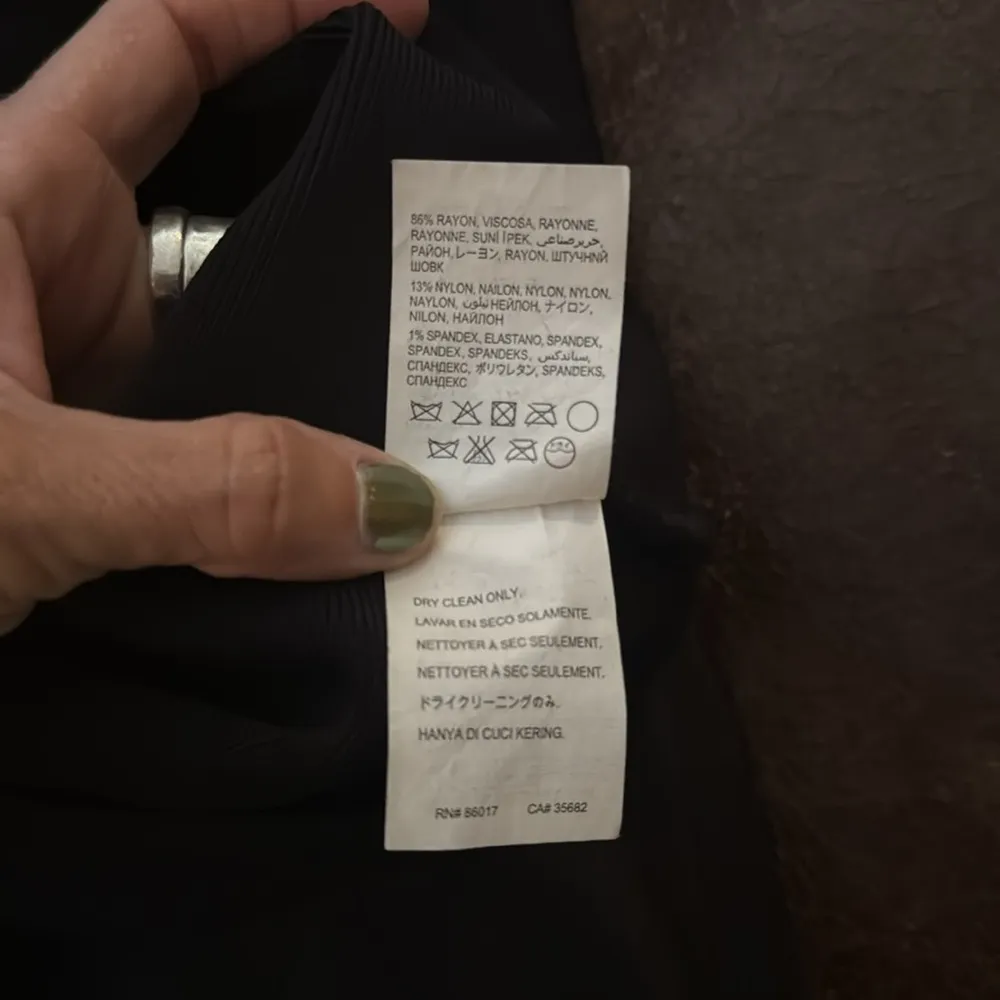 86% RAYON, VISCOSA, RAYONNE,
RAYONNE, SUNİ İPEK, حريرصناعي,
РАЙОН, レーヨン, RAYON, ШТУЧНИЙ
ШОВК
13% NYLON, NAILON, NYLON, NYLON,
NAYLON, نيلون НЕЙЛОН, ナイロン,
NILON, НАЙЛОН
1% SPANDEX, ELASTANO, SPANDEX,
SPANDEX, SPANDEKS, سباندكس,
СПАНДЕКС, ポリウレタン, SPANDEKS,
СПАНДЕКС
DRY CLEAN ONLY.
LAVAR EN SECO SOLAMENTE.
NETTOYER À SEC SEULEMENT.
NETTOYER À SEC SEULEMENT.
ドライクリーニングのみ.
HANYA DI CUCI KERING.
RN# 86017 CA# 35682